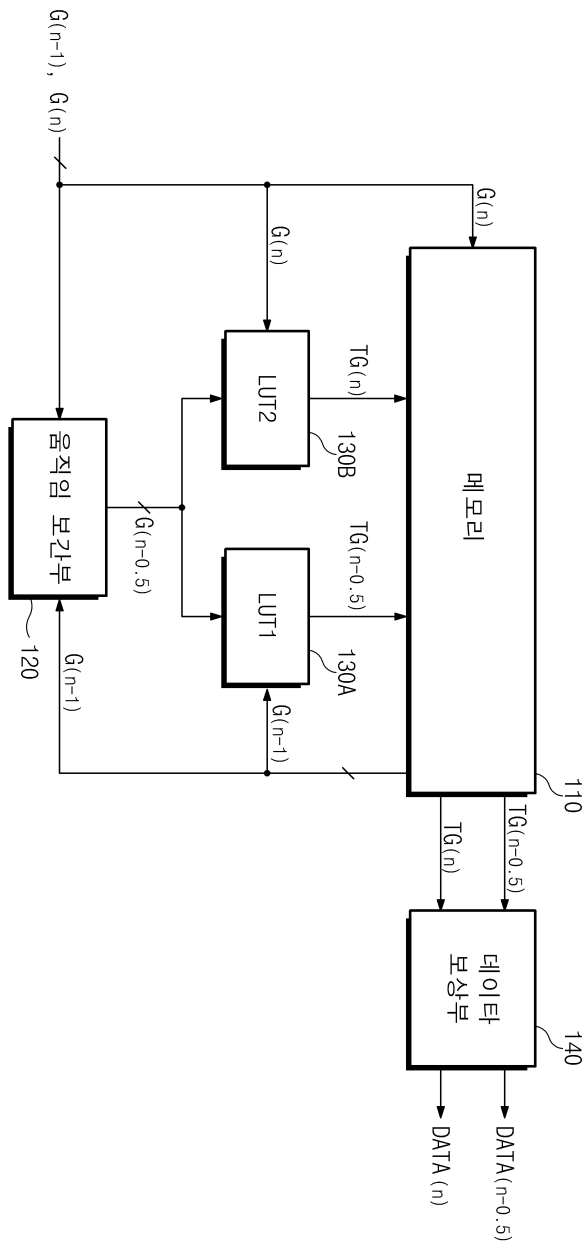 G(n-1), G(n)
G(n)
메모리
110
G(n)
LUT2
130B
TG(n)
LUT1
130A
TG(n-0.5)
G(n-1)
움직임 보간부
120
G(n-0.5)
G(n-1)
TG(n-0.5)
TG(n)
데이타
보상부
140
DATA(n-0.5)
DATA(n)